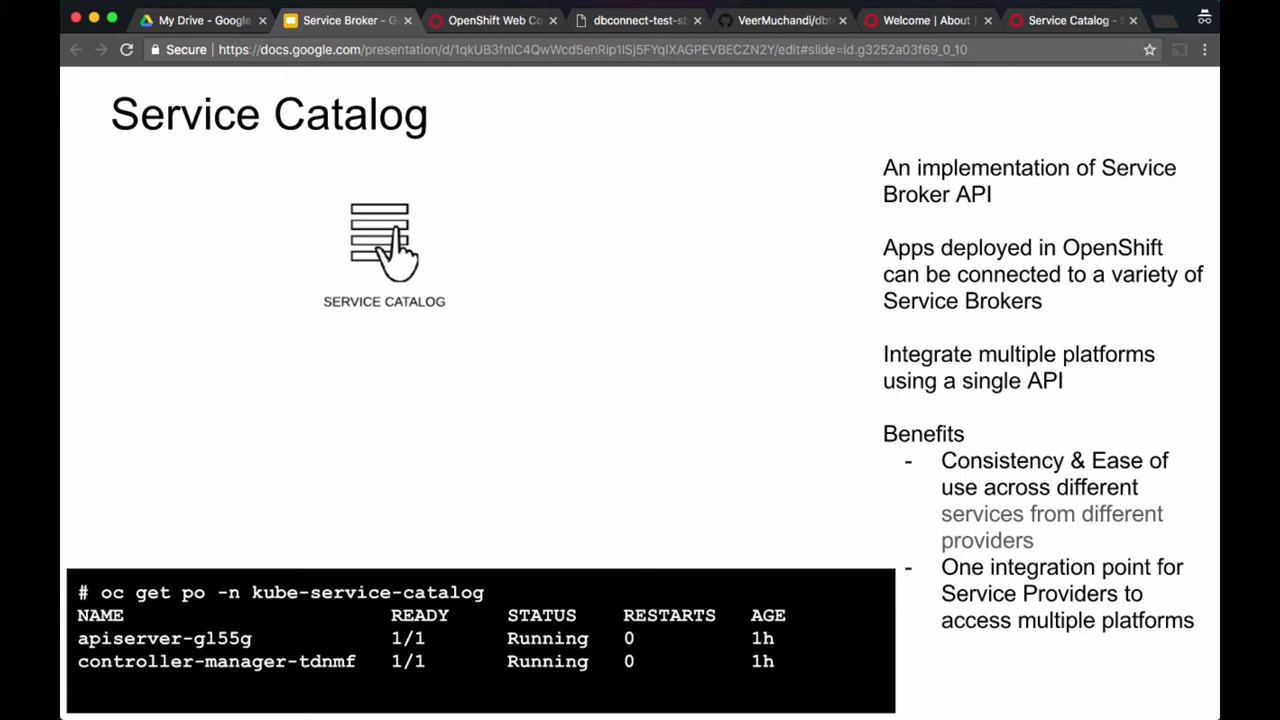 My Drive - Google
Service Broker - G
OpenShift Web Co
dbconnect-test-sb
VeerMuchandi/dbt
Welcome | About
Service Catalog - S
Secure
https://docs.google.com/presentation/d/1qkUB3fnlC4QwWcd5enRip1lSj5FYqlXAGPEVBECZN2Y/edit#slide=id.g3252a03f69_0_10
Service Catalog
SERVICE CATALOG
An implementation of Service
Broker API
Apps deployed in OpenShift
can be connected to a variety of
Service Brokers
Integrate multiple platforms
using a single API
Benefits
- Consistency & Ease of
use across different
services from different
providers
- One integration point for
Service Providers to
access multiple platforms
# oc get po -n kube-service-catalog
NAME READY STATUS RESTARTS AGE
apiserver-gl55g 1/1 Running 0 1h
controller-manager-tdnmf 1/1 Running 0 1h